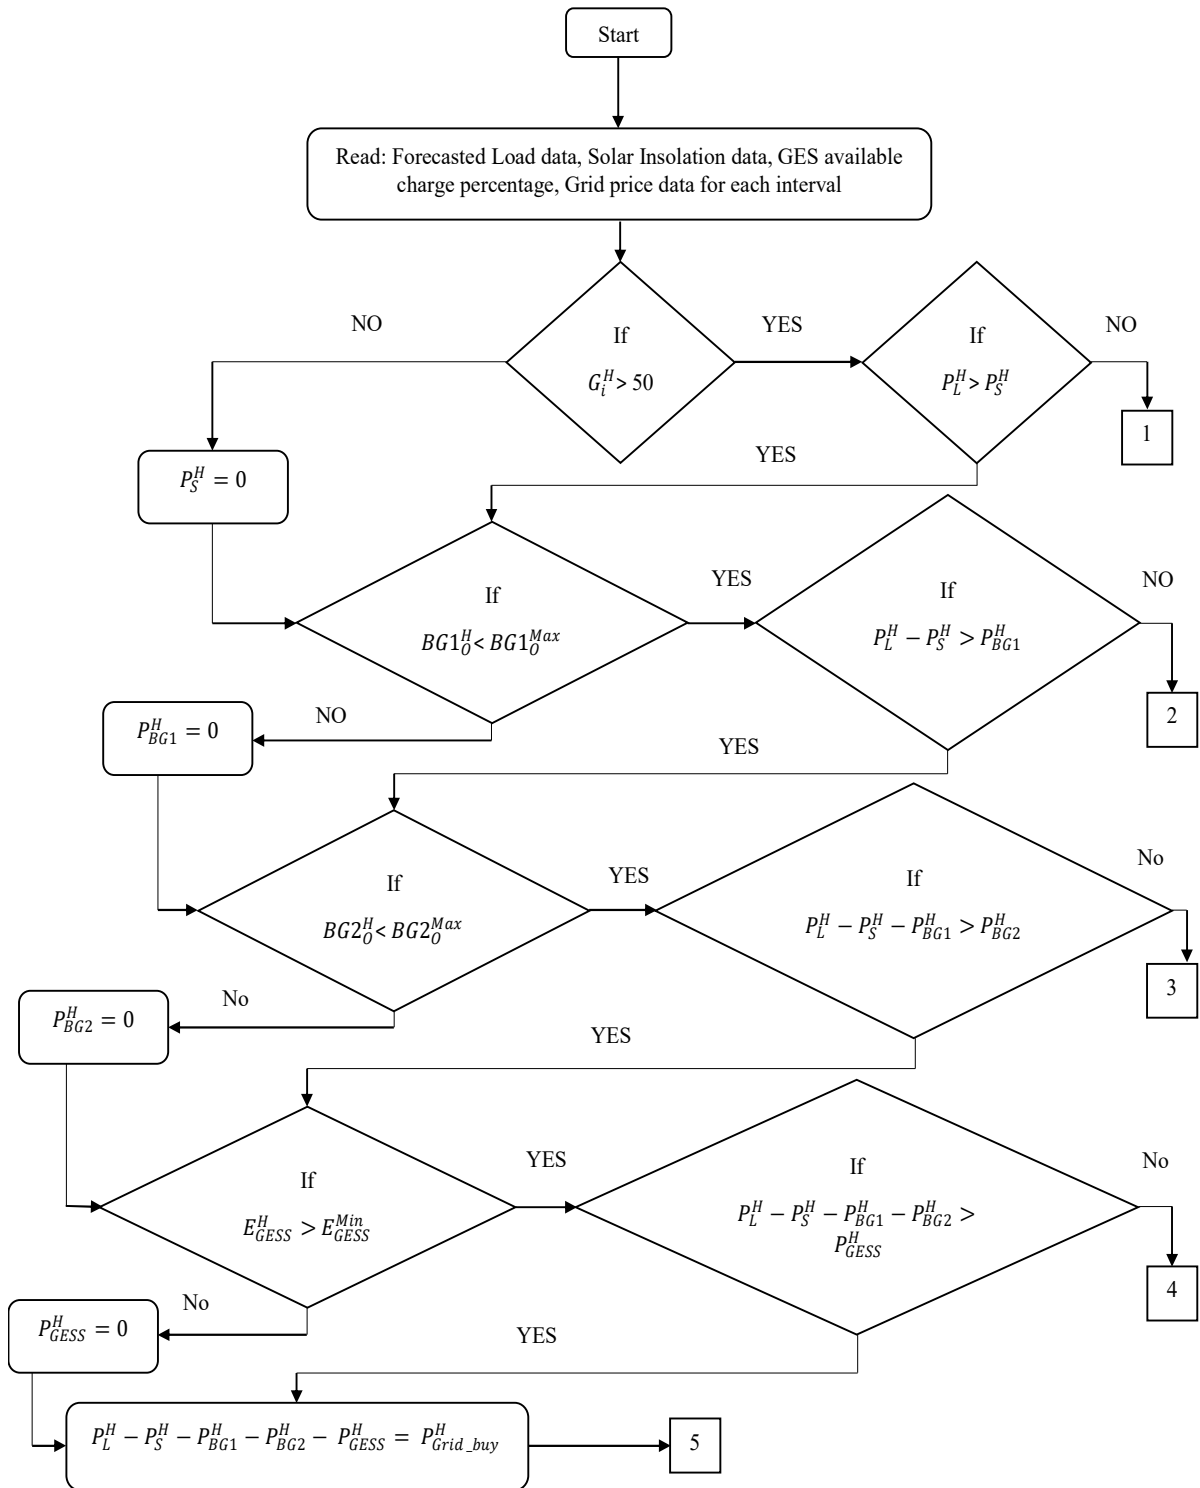 Start
Read: Forecasted Load data, Solar Insolation data, GES available
charge percentage, Grid price data for each interval
NO
If
G_i^H > 50
YES
If
P_L^H > P_S^H
NO
1
YES
P_S^H = 0
If
BG1_O^H < BG1_O^Max
YES
If
P_L^H − P_S^H > P_BG1^H
NO
2
P_BG1^H = 0
NO
YES
If
BG2_O^H < BG2_O^Max
YES
If
P_L^H − P_S^H − P_BG1^H > P_BG2^H
No
3
P_BG2^H = 0
No
YES
If
E_GESS^H > E_GESS^Min
YES
If
P_L^H − P_S^H − P_BG1^H − P_BG2^H >
P_GESS^H
No
4
P_GESS^H = 0
No
YES
P_L^H − P_S^H − P_BG1^H − P_BG2^H − P_GESS^H = P_Grid_buy^H
5